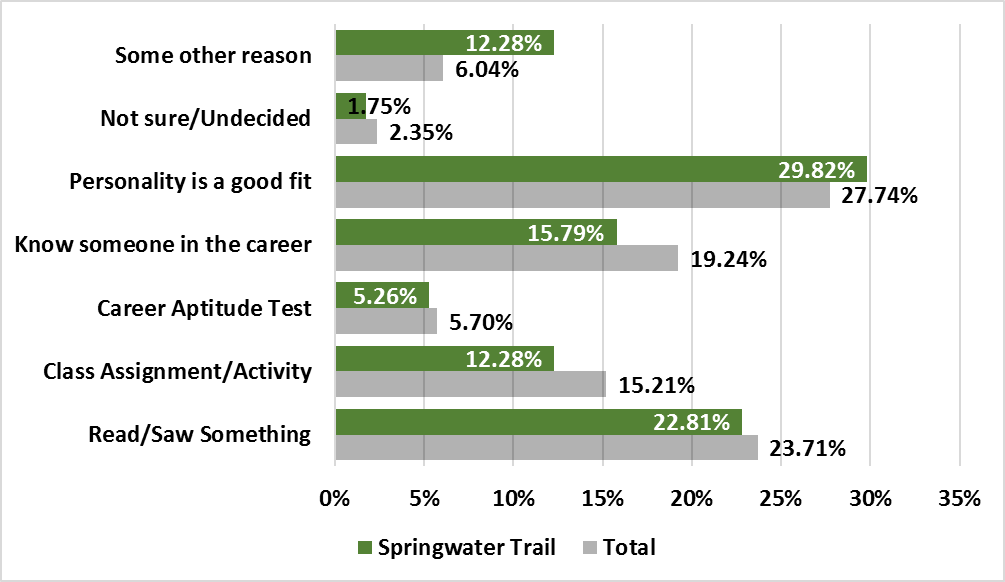 Some other reason
12.28%
6.04%
Not sure/Undecided
1.75%
2.35%
Personality is a good fit
29.82%
27.74%
Know someone in the career
15.79%
19.24%
Career Aptitude Test
5.26%
5.70%
Class Assignment/Activity
12.28%
15.21%
Read/Saw Something
22.81%
23.71%
0% 5% 10% 15% 20% 25% 30% 35%
Springwater Trail Total